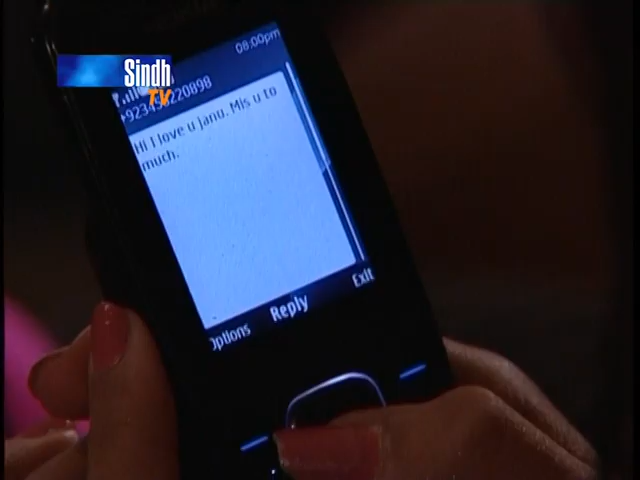 Sindh
TV
08:00pm
Hi I love u janu. Mis u to
much.
Options
Reply
Exit